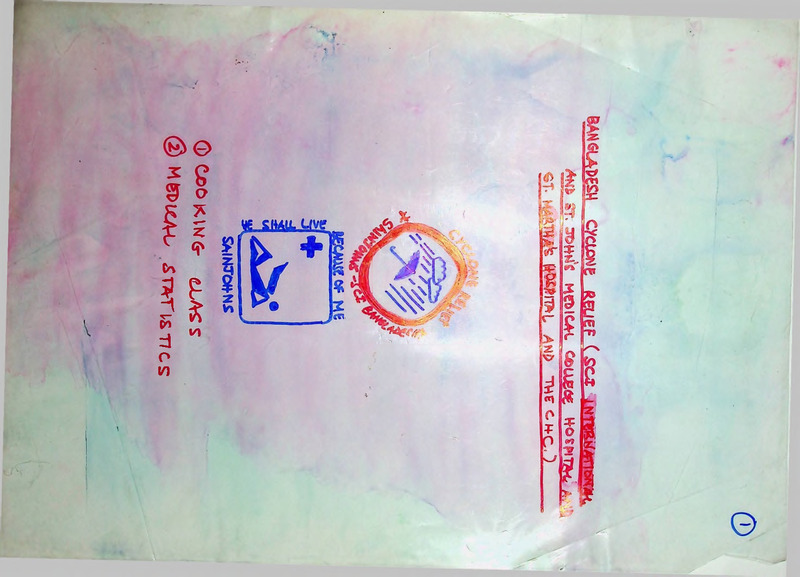 BANGLADESH CYCLONE RELIEF (SCI INTERNATIONAL
AND ST. JOHN'S MEDICAL COLLEGE HOSPITAL AND
ST. MARTHA'S HOSPITAL AND THE CHC.)
CYCLONE RELIEF
SAINTJOHNS-SCI BANGLADESH
YE SHALL LIVE
BECAUSE OF ME
SAINTJOHNS
① COOKING CLASS
② MEDICAL STATISTICS
①